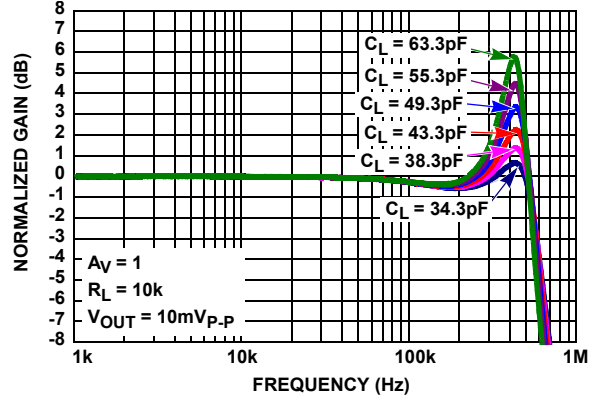 8
7
6
5
4
3
2
1
0
-1
-2
-3
-4
-5
-6
-7
-8
NORMALIZED GAIN (dB)
CL = 63.3pF
CL = 55.3pF
CL = 49.3pF
CL = 43.3pF
CL = 38.3pF
CL = 34.3pF
AV = 1
RL = 10k
VOUT = 10mVP-P
1k 10k 100k 1M
FREQUENCY (Hz)